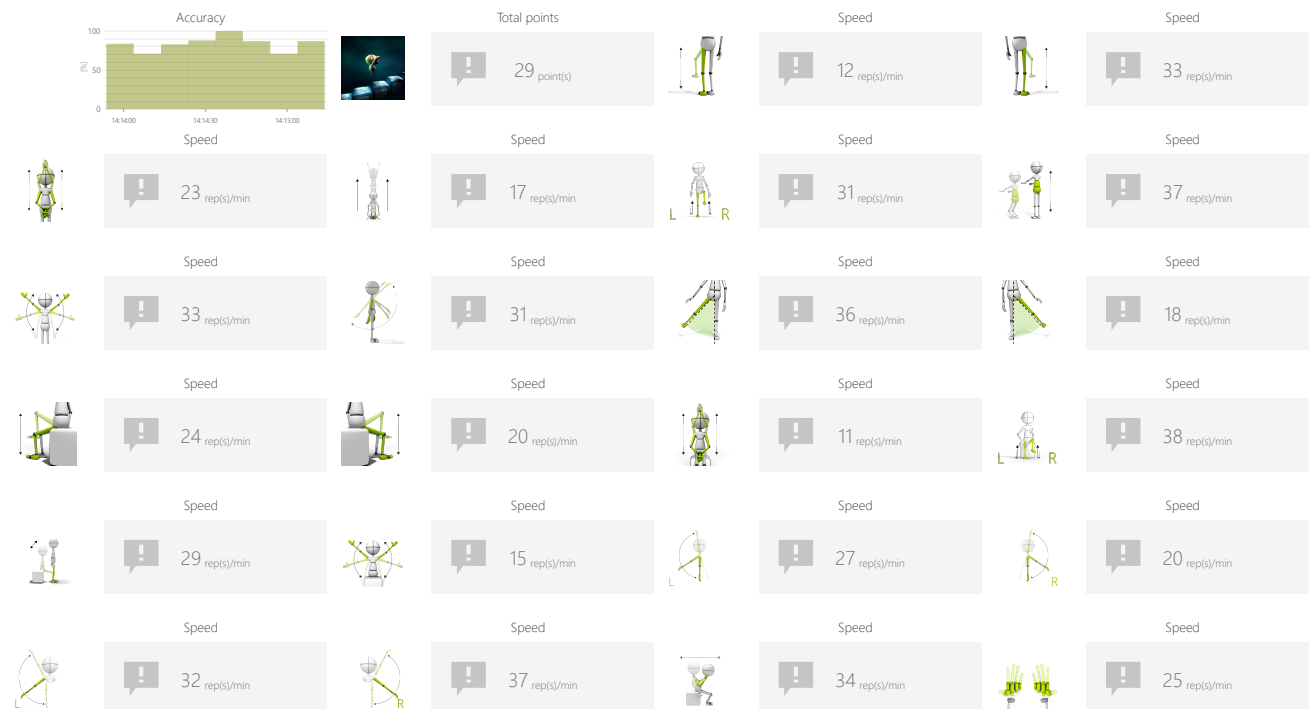 Accuracy
Total points
Speed
Speed
100
[%]
50
0
14:14:00
14:14:30
14:15:00
29 point(s)
12 rep(s)/min
33 rep(s)/min
Speed
Speed
Speed
Speed
23 rep(s)/min
17 rep(s)/min
L R
31 rep(s)/min
37 rep(s)/min
Speed
Speed
Speed
Speed
33 rep(s)/min
31 rep(s)/min
36 rep(s)/min
18 rep(s)/min
Speed
Speed
Speed
Speed
24 rep(s)/min
20 rep(s)/min
11 rep(s)/min
L R
38 rep(s)/min
Speed
Speed
Speed
Speed
29 rep(s)/min
15 rep(s)/min
L
27 rep(s)/min
R
20 rep(s)/min
Speed
Speed
Speed
Speed
L
32 rep(s)/min
R
37 rep(s)/min
34 rep(s)/min
25 rep(s)/min